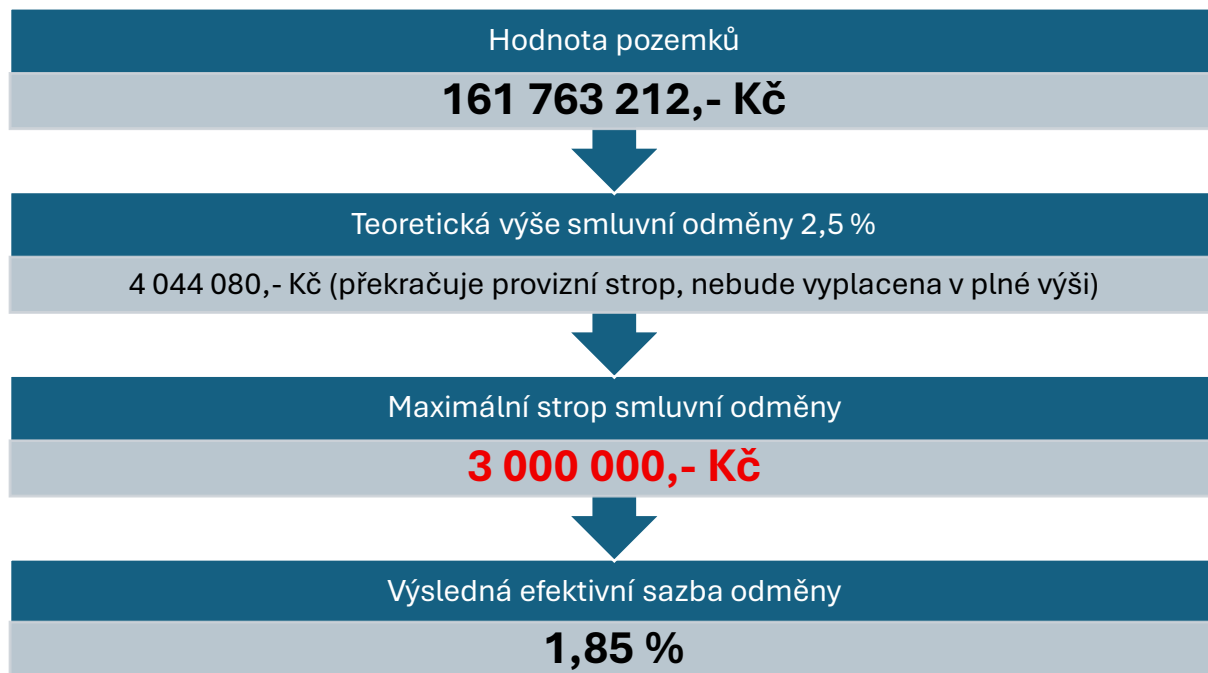 Hodnota pozemků
161 763 212,- Kč
Teoretická výše smluvní odměny 2,5 %
4 044 080,- Kč (překračuje provizní strop, nebude vyplacena v plné výši)
Maximální strop smluvní odměny
3 000 000,- Kč
Výsledná efektivní sazba odměny
1,85 %